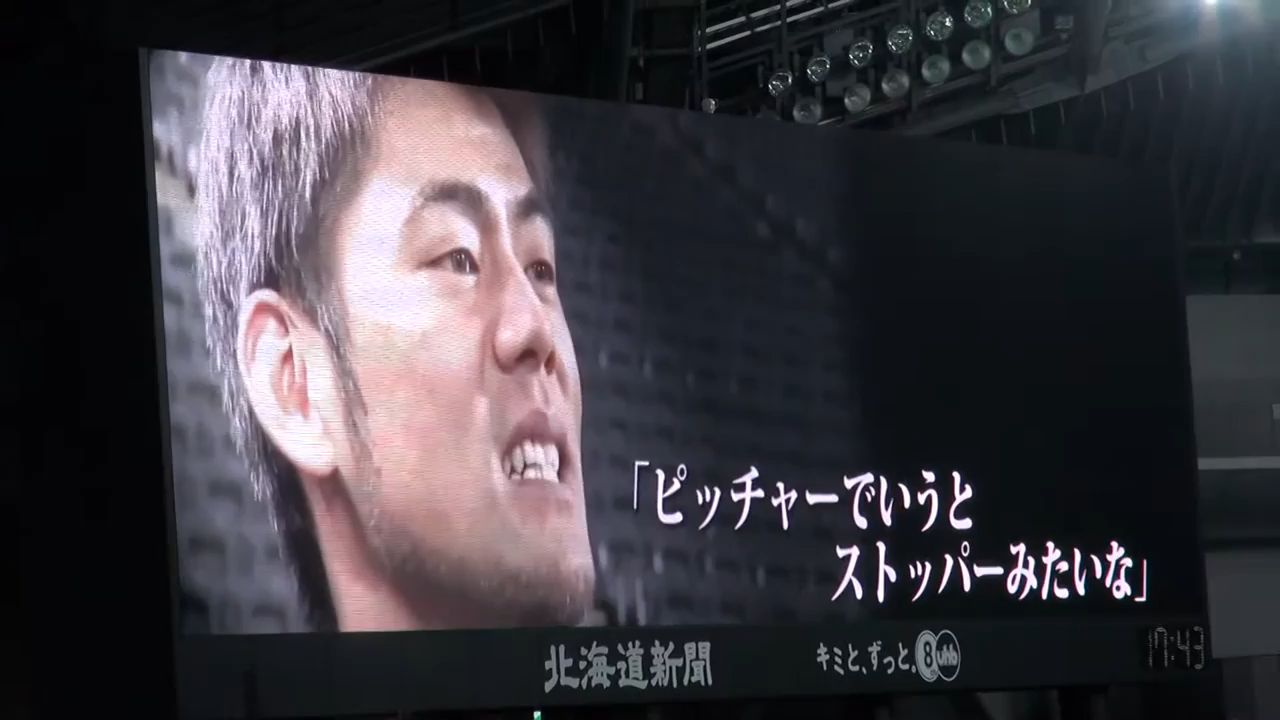 「ピッチャーでいうと
ストッパーみたいな」
北海道新聞
キミと、ずっと。8 uhb
17:43